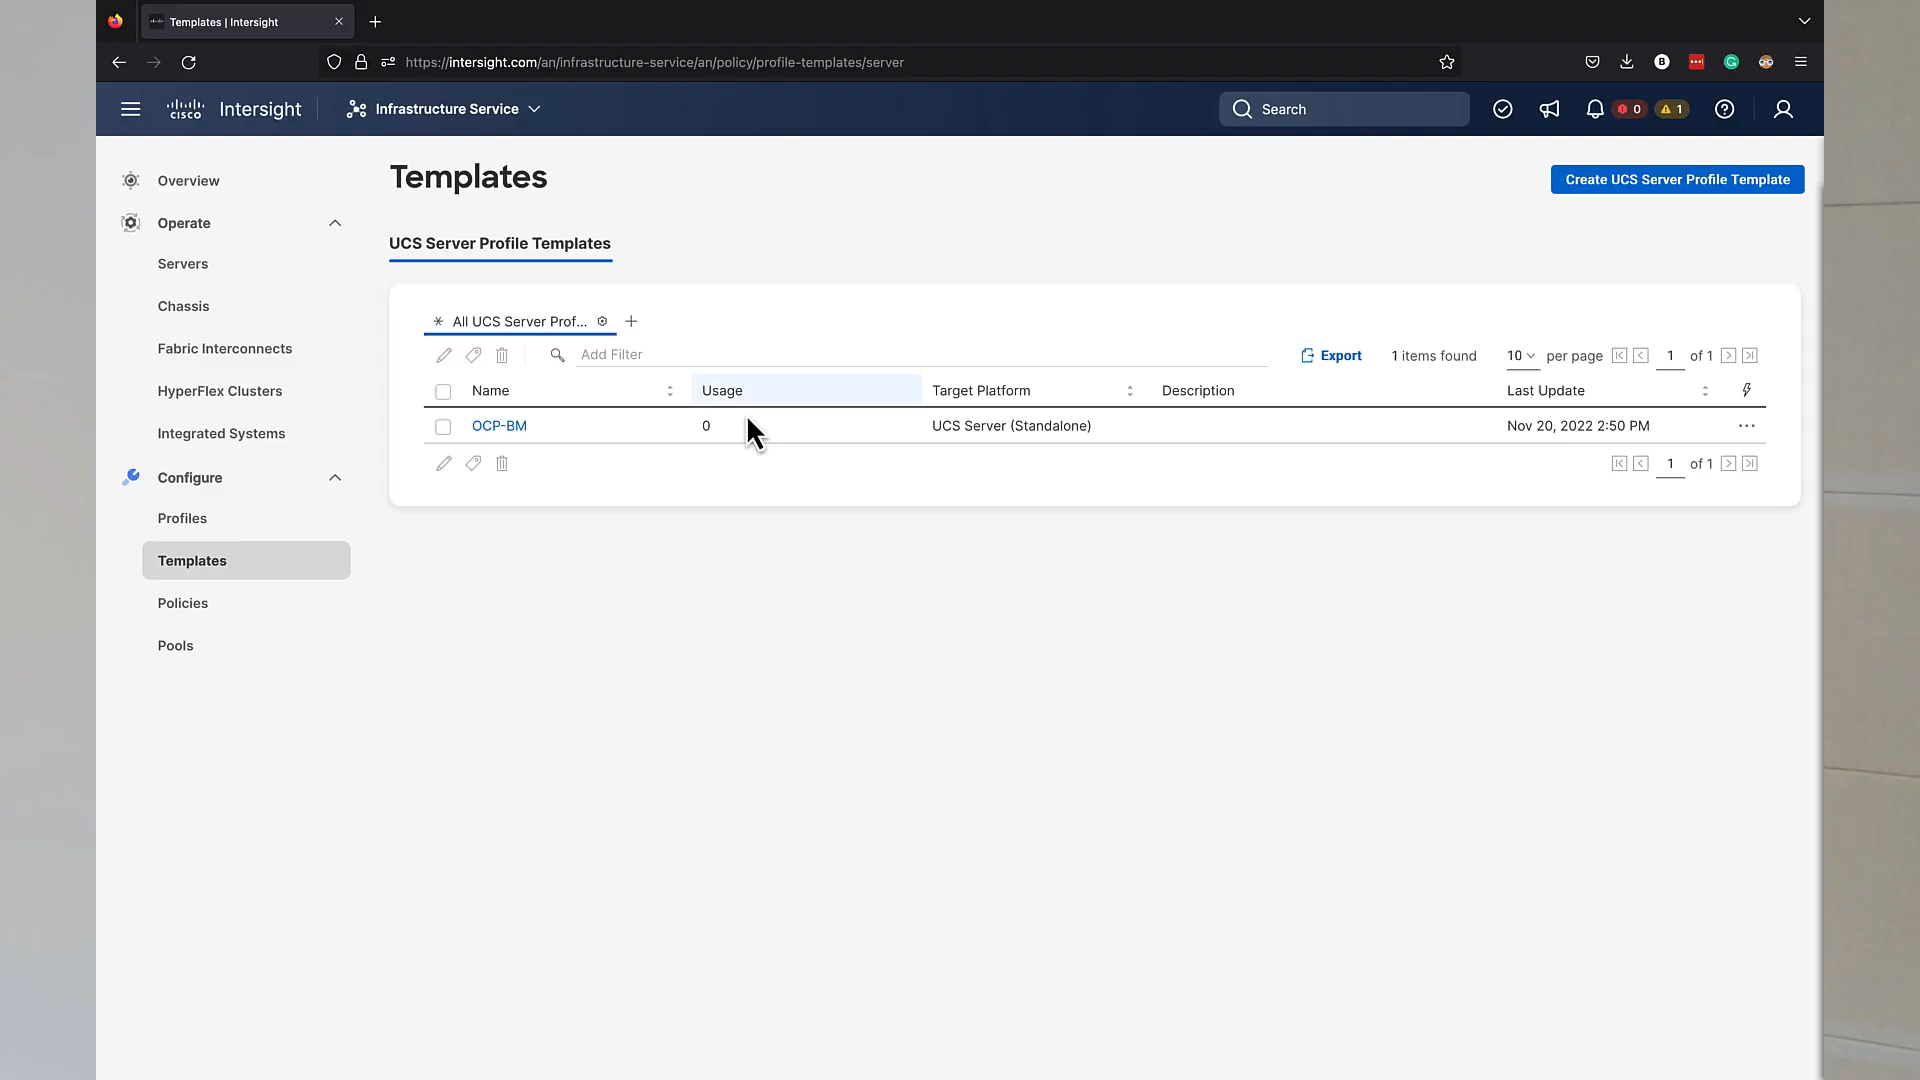 Templates | Intersight
https://intersight.com/an/infrastructure-service/an/policy/profile-templates/server
cisco Intersight Infrastructure Service Search 0 1
Overview
Operate
Servers
Chassis
Fabric Interconnects
HyperFlex Clusters
Integrated Systems
Configure
Profiles
Templates
Policies
Pools
Templates
Create UCS Server Profile Template
UCS Server Profile Templates
All UCS Server Prof...
Add Filter Export 1 items found 10 per page 1 of 1
Name Usage Target Platform Description Last Update
OCP-BM 0 UCS Server (Standalone) Nov 20, 2022 2:50 PM
1 of 1